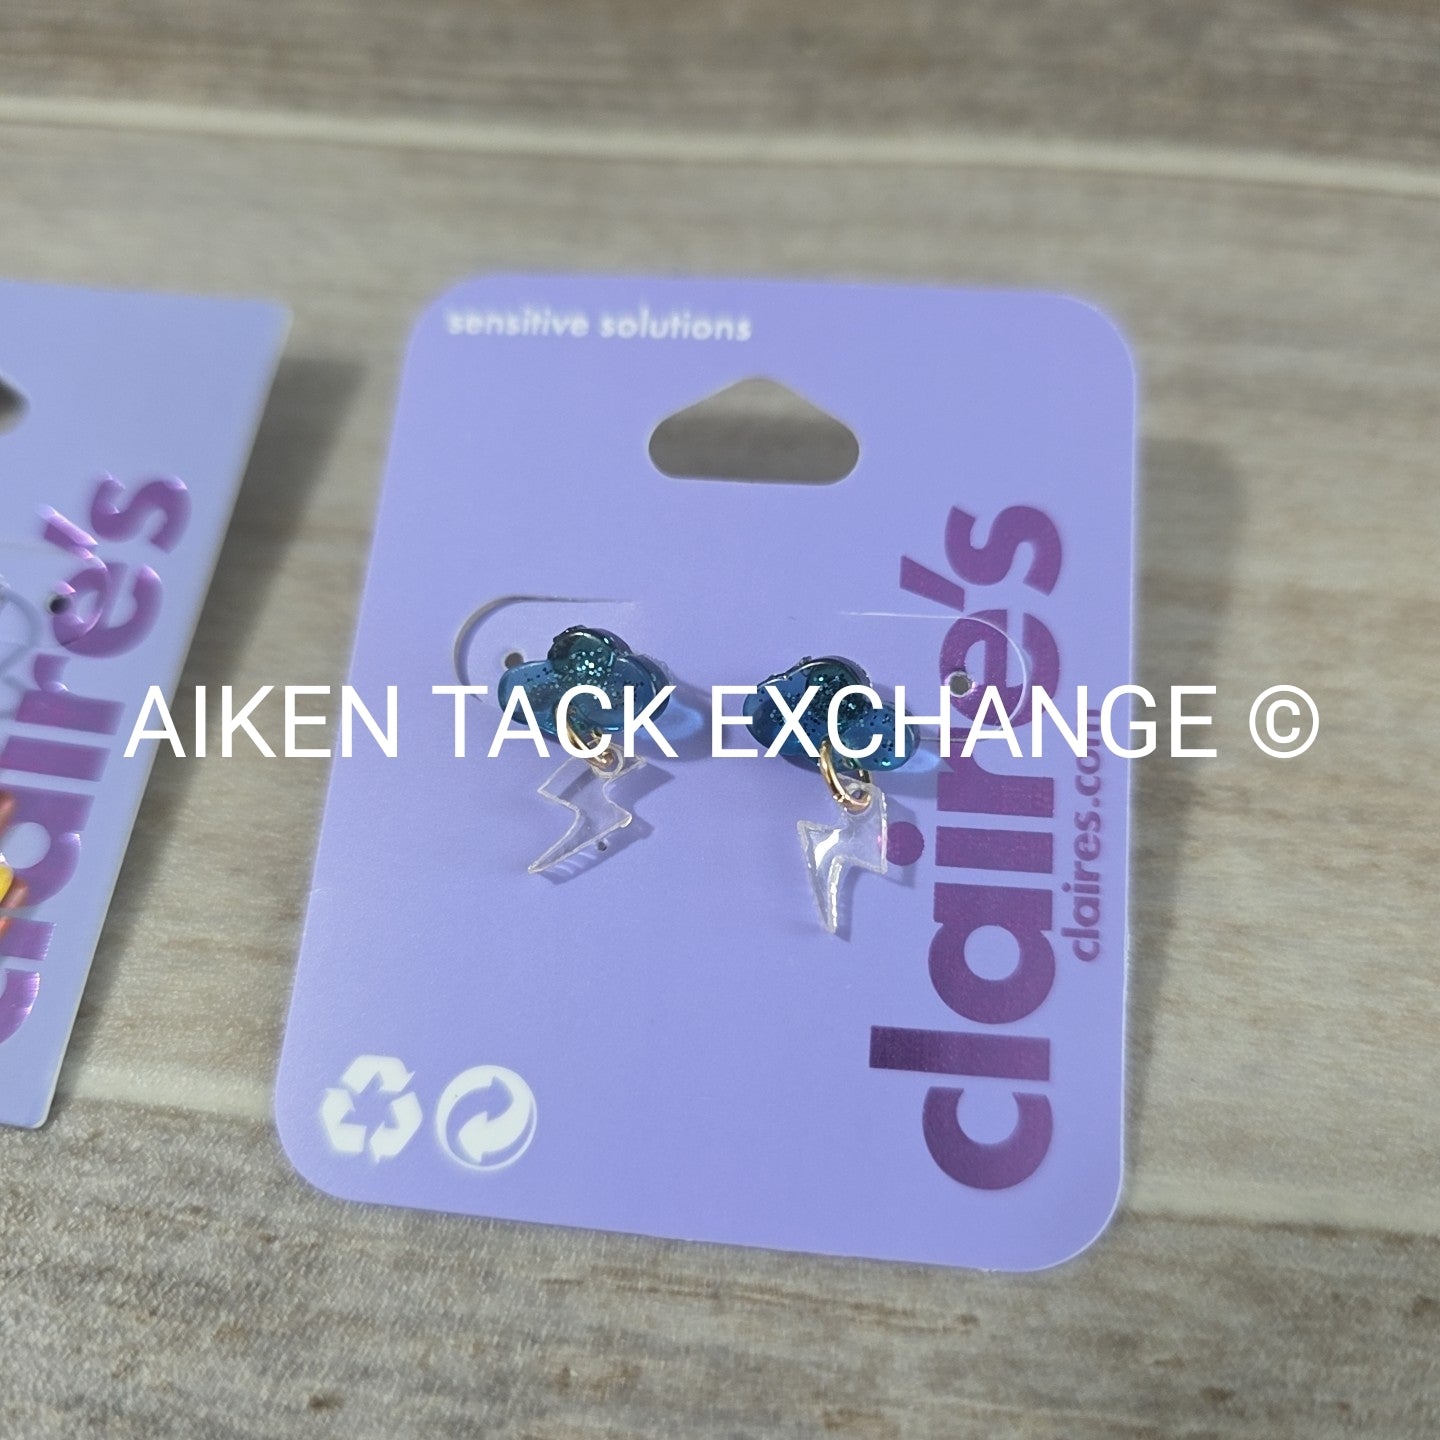 sensitive solutions
claire's
claire's
claires.com
AIKEN TACK EXCHANGE ©